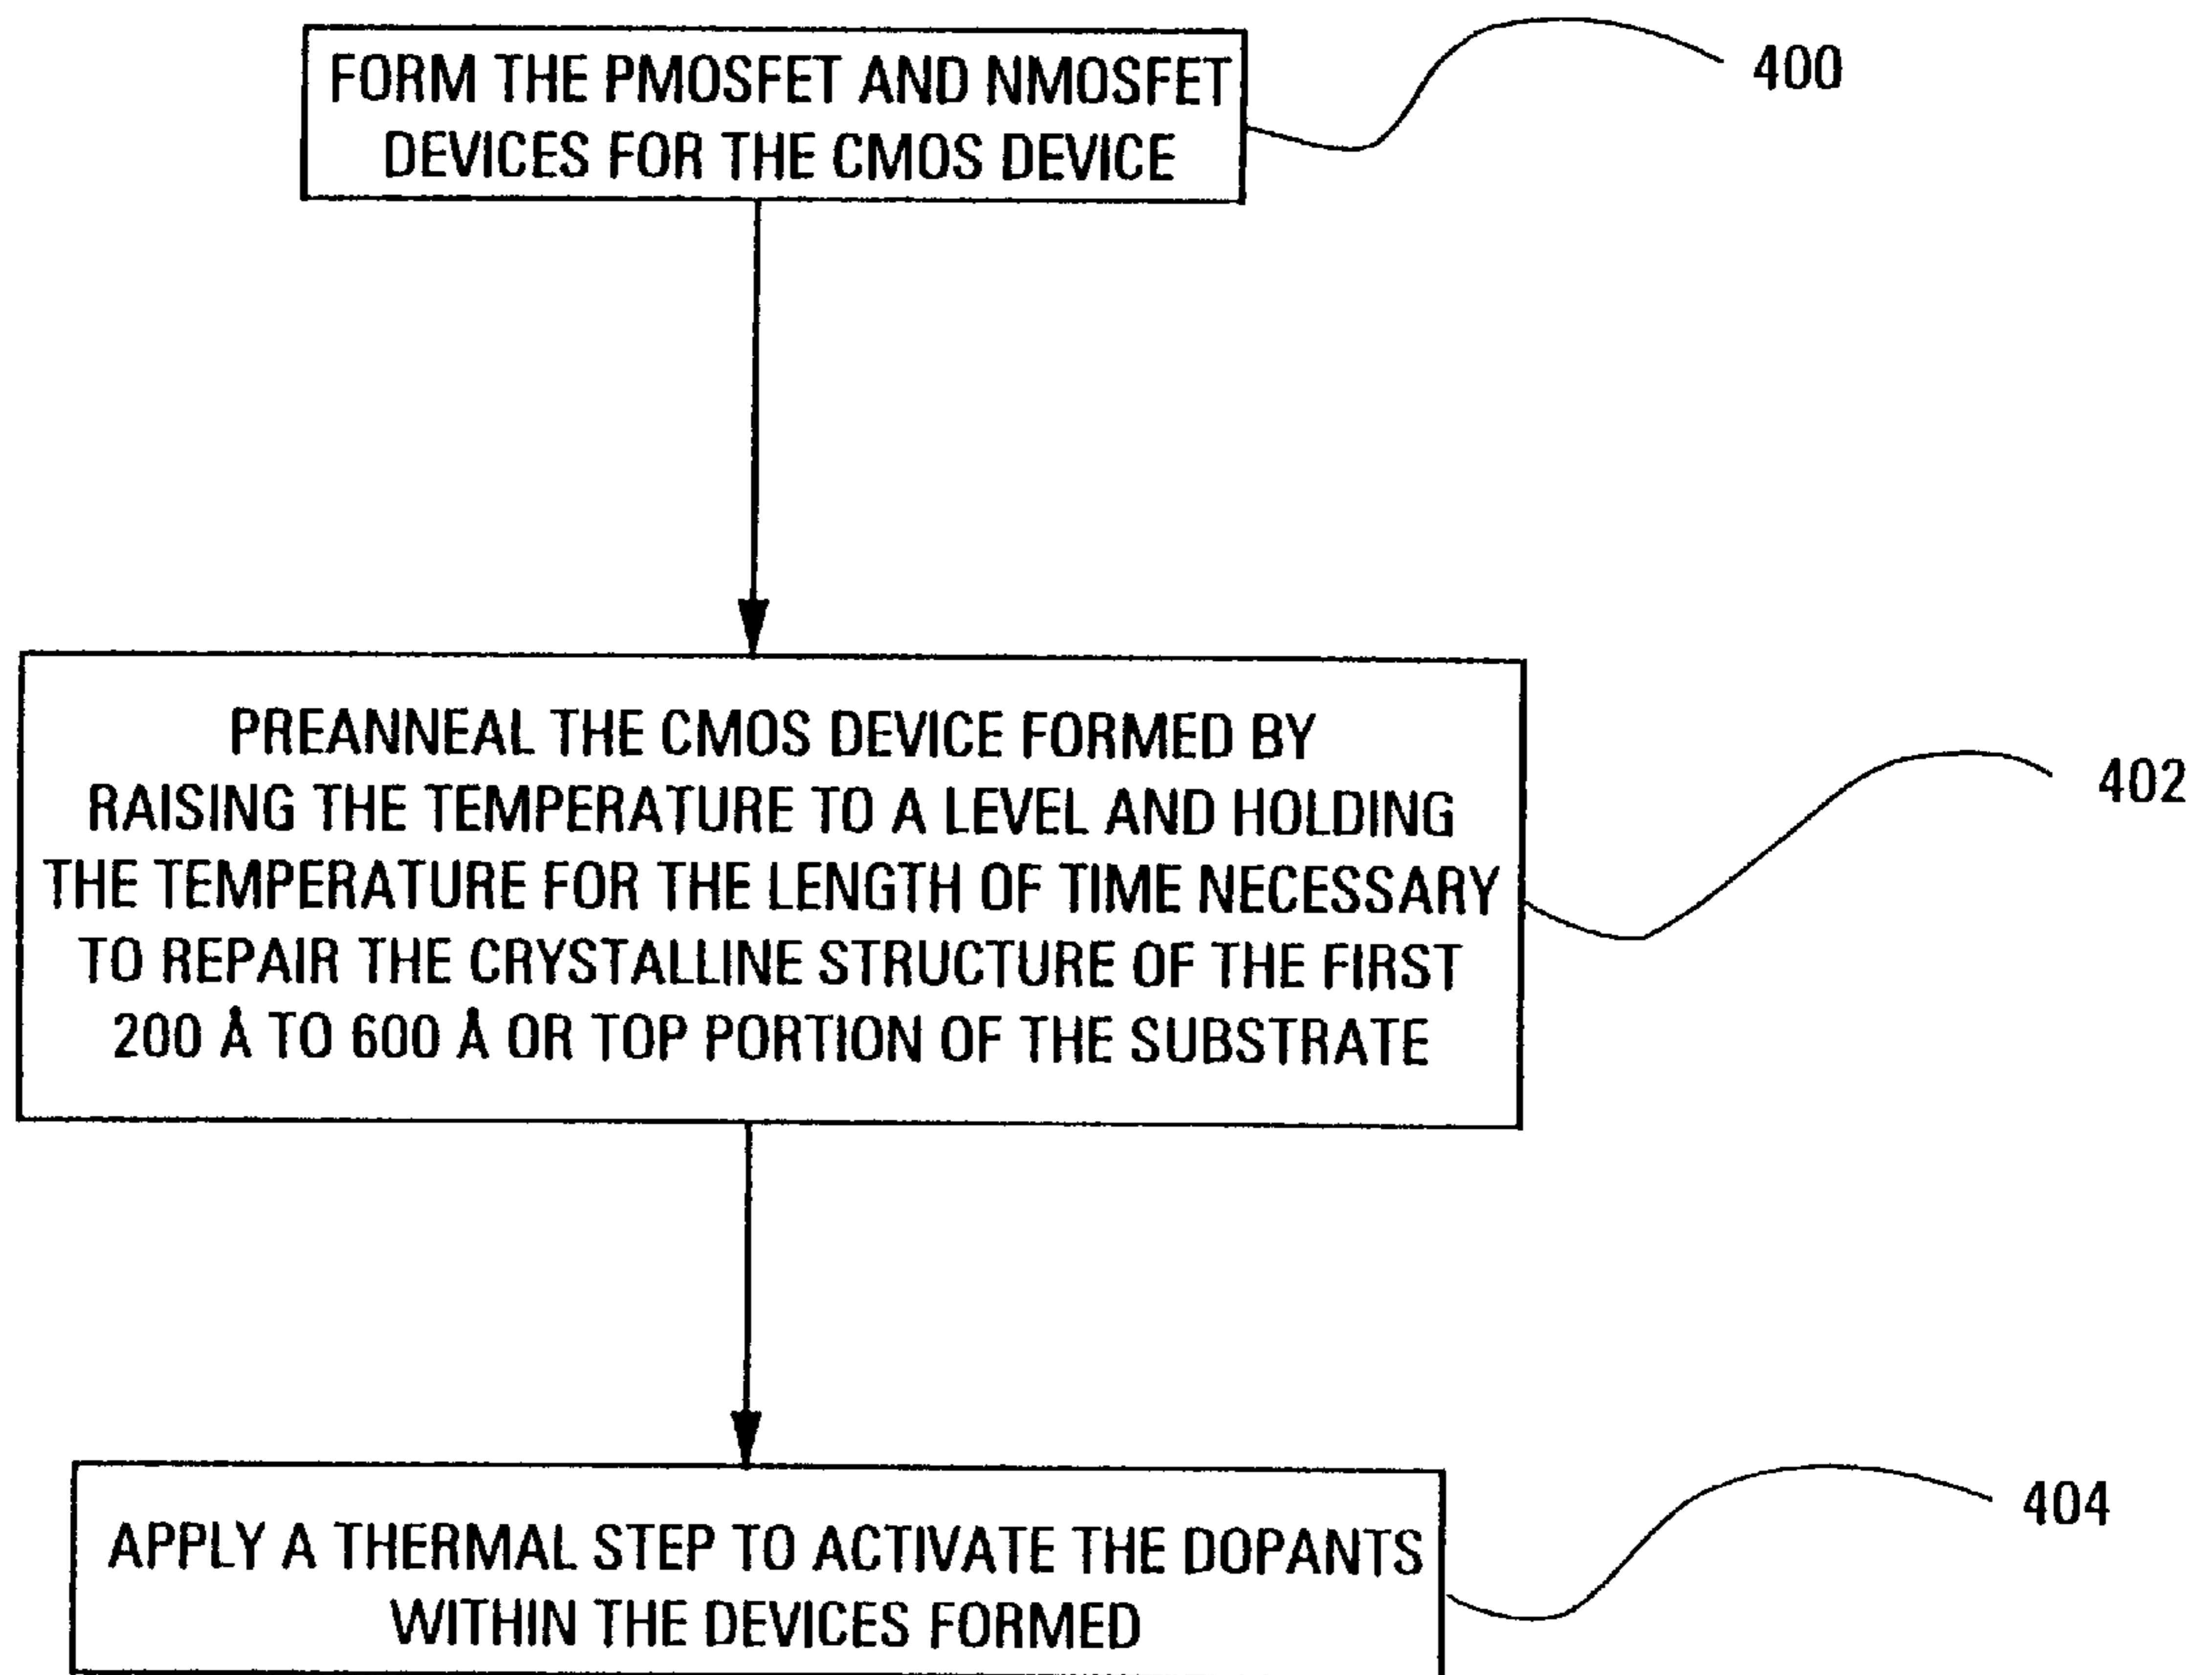 FORM THE PMOSFET AND NMOSFET
DEVICES FOR THE CMOS DEVICE
400
PREANNEAL THE CMOS DEVICE FORMED BY
RAISING THE TEMPERATURE TO A LEVEL AND HOLDING
THE TEMPERATURE FOR THE LENGTH OF TIME NECESSARY
TO REPAIR THE CRYSTALLINE STRUCTURE OF THE FIRST
200 Å TO 600 Å OR TOP PORTION OF THE SUBSTRATE
402
APPLY A THERMAL STEP TO ACTIVATE THE DOPANTS
WITHIN THE DEVICES FORMED
404